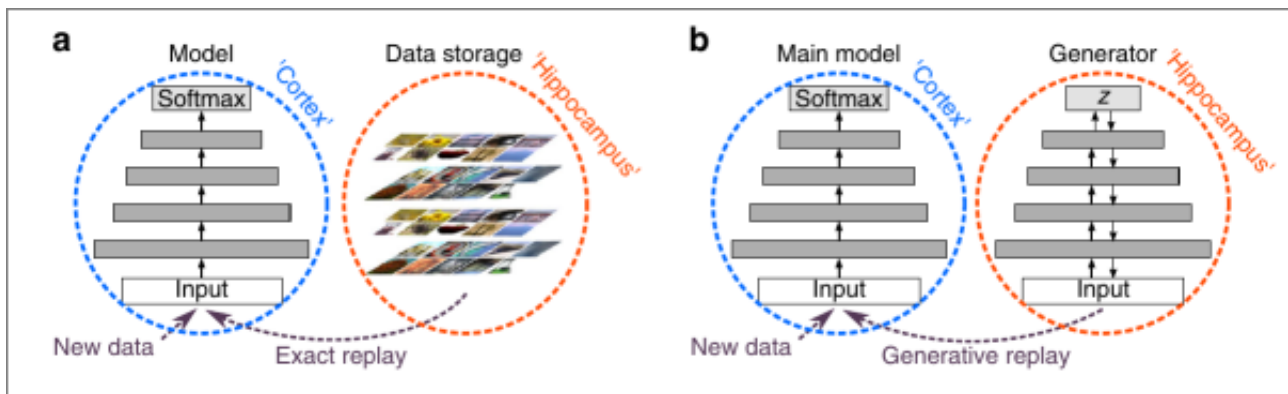 a
Model
'Cortex'
Softmax
Input
New data
Data storage
'Hippocampus'
Exact replay
b
Main model
'Cortex'
Softmax
Input
New data
Generator
'Hippocampus'
z
Input
Generative replay